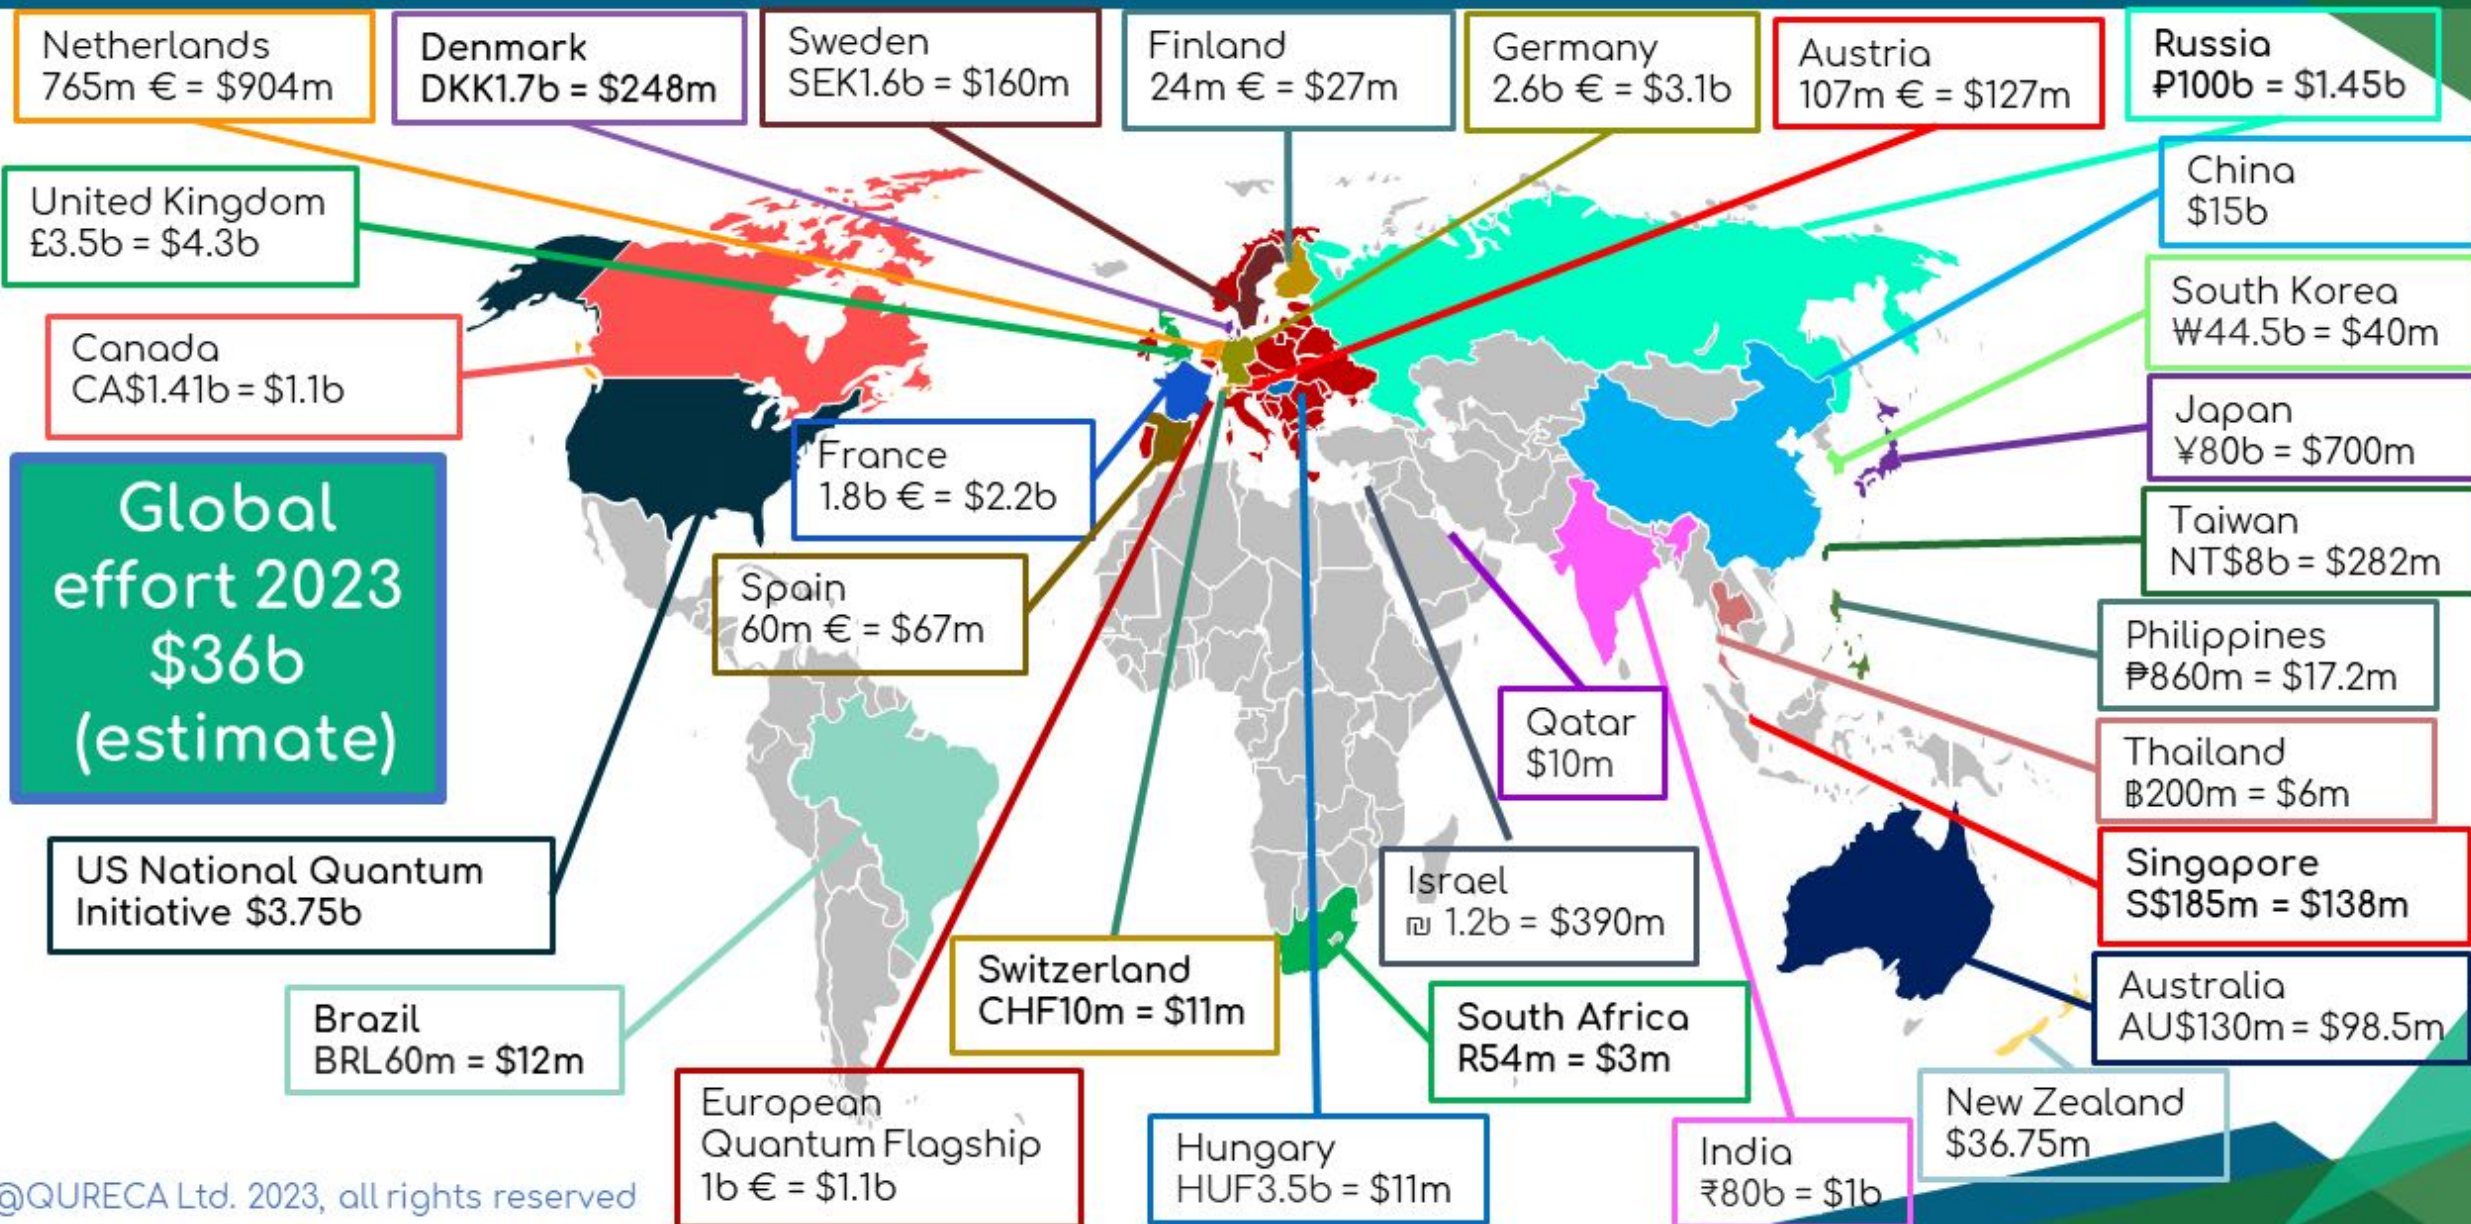 Netherlands
765m € = $904m
Denmark
DKK1.7b = $248m
Sweden
SEK1.6b = $160m
Finland
24m € = $27m
Germany
2.6b € = $3.1b
Austria
107m € = $127m
Russia
₽100b = $1.45b
United Kingdom
£3.5b = $4.3b
China
$15b
South Korea
₩44.5b = $40m
Canada
CA$1.41b = $1.1b
Japan
¥80b = $700m
France
1.8b € = $2.2b
Global
effort 2023
$36b
(estimate)
Taiwan
NT$8b = $282m
Spain
60m € = $67m
Philippines
₱860m = $17.2m
Qatar
$10m
Thailand
฿200m = $6m
US National Quantum
Initiative $3.75b
Israel
₪ 1.2b = $390m
Singapore
S$185m = $138m
Switzerland
CHF10m = $11m
Australia
AU$130m = $98.5m
Brazil
BRL60m = $12m
South Africa
R54m = $3m
European
Quantum Flagship
1b € = $1.1b
Hungary
HUF3.5b = $11m
India
₹80b = $1b
New Zealand
$36.75m
@QURECA Ltd. 2023, all rights reserved